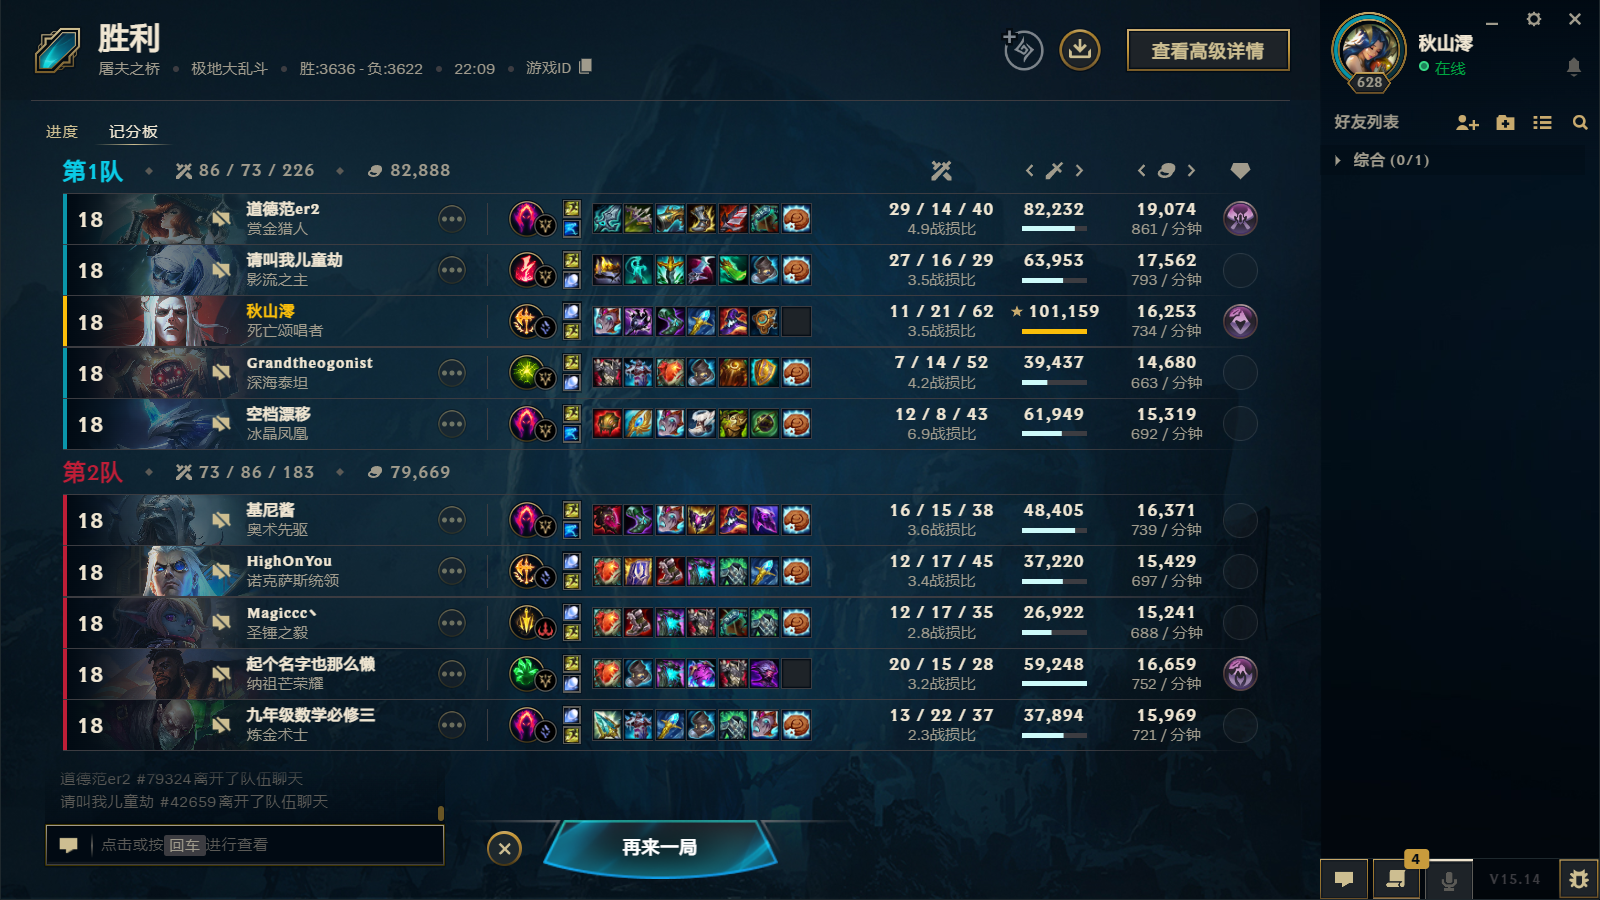 胜利
屠夫之桥 • 极地大乱斗 • 胜:3636 - 负:3622 • 22:09 • 游戏ID
查看高级详情
秋山澪
在线
628
好友列表
综合 (0/1)
进度 记分板
第1队 86 / 73 / 226 82,888
18 道德范er2 29 / 14 / 40 82,232 19,074
赏金猎人 4.9战损比 861 / 分钟
18 请叫我儿童劫 27 / 16 / 29 63,953 17,562
影流之主 3.5战损比 793 / 分钟
18 秋山澪 11 / 21 / 62 101,159 16,253
死亡颂唱者 3.5战损比 734 / 分钟
18 Grandtheogonist 7 / 14 / 52 39,437 14,680
深海泰坦 4.2战损比 663 / 分钟
18 空档漂移 12 / 8 / 43 61,949 15,319
冰晶凤凰 6.9战损比 692 / 分钟
第2队 73 / 86 / 183 79,669
18 基尼酱 16 / 15 / 38 48,405 16,371
奥术先驱 3.6战损比 739 / 分钟
18 HighOnYou 12 / 17 / 45 37,220 15,429
诺克萨斯统领 3.4战损比 697 / 分钟
18 Magiccc丶 12 / 17 / 35 26,922 15,241
圣锤之毅 2.8战损比 688 / 分钟
18 起个名字也那么懒 20 / 15 / 28 59,248 16,659
纳祖芒荣耀 3.2战损比 752 / 分钟
18 九年级数学必修三 13 / 22 / 37 37,894 15,969
炼金术士 2.3战损比 721 / 分钟
道德范er2 #79324离开了队伍聊天
请叫我儿童劫 #42659离开了队伍聊天
点击或按回车进行查看
再来一局
4
V15.14